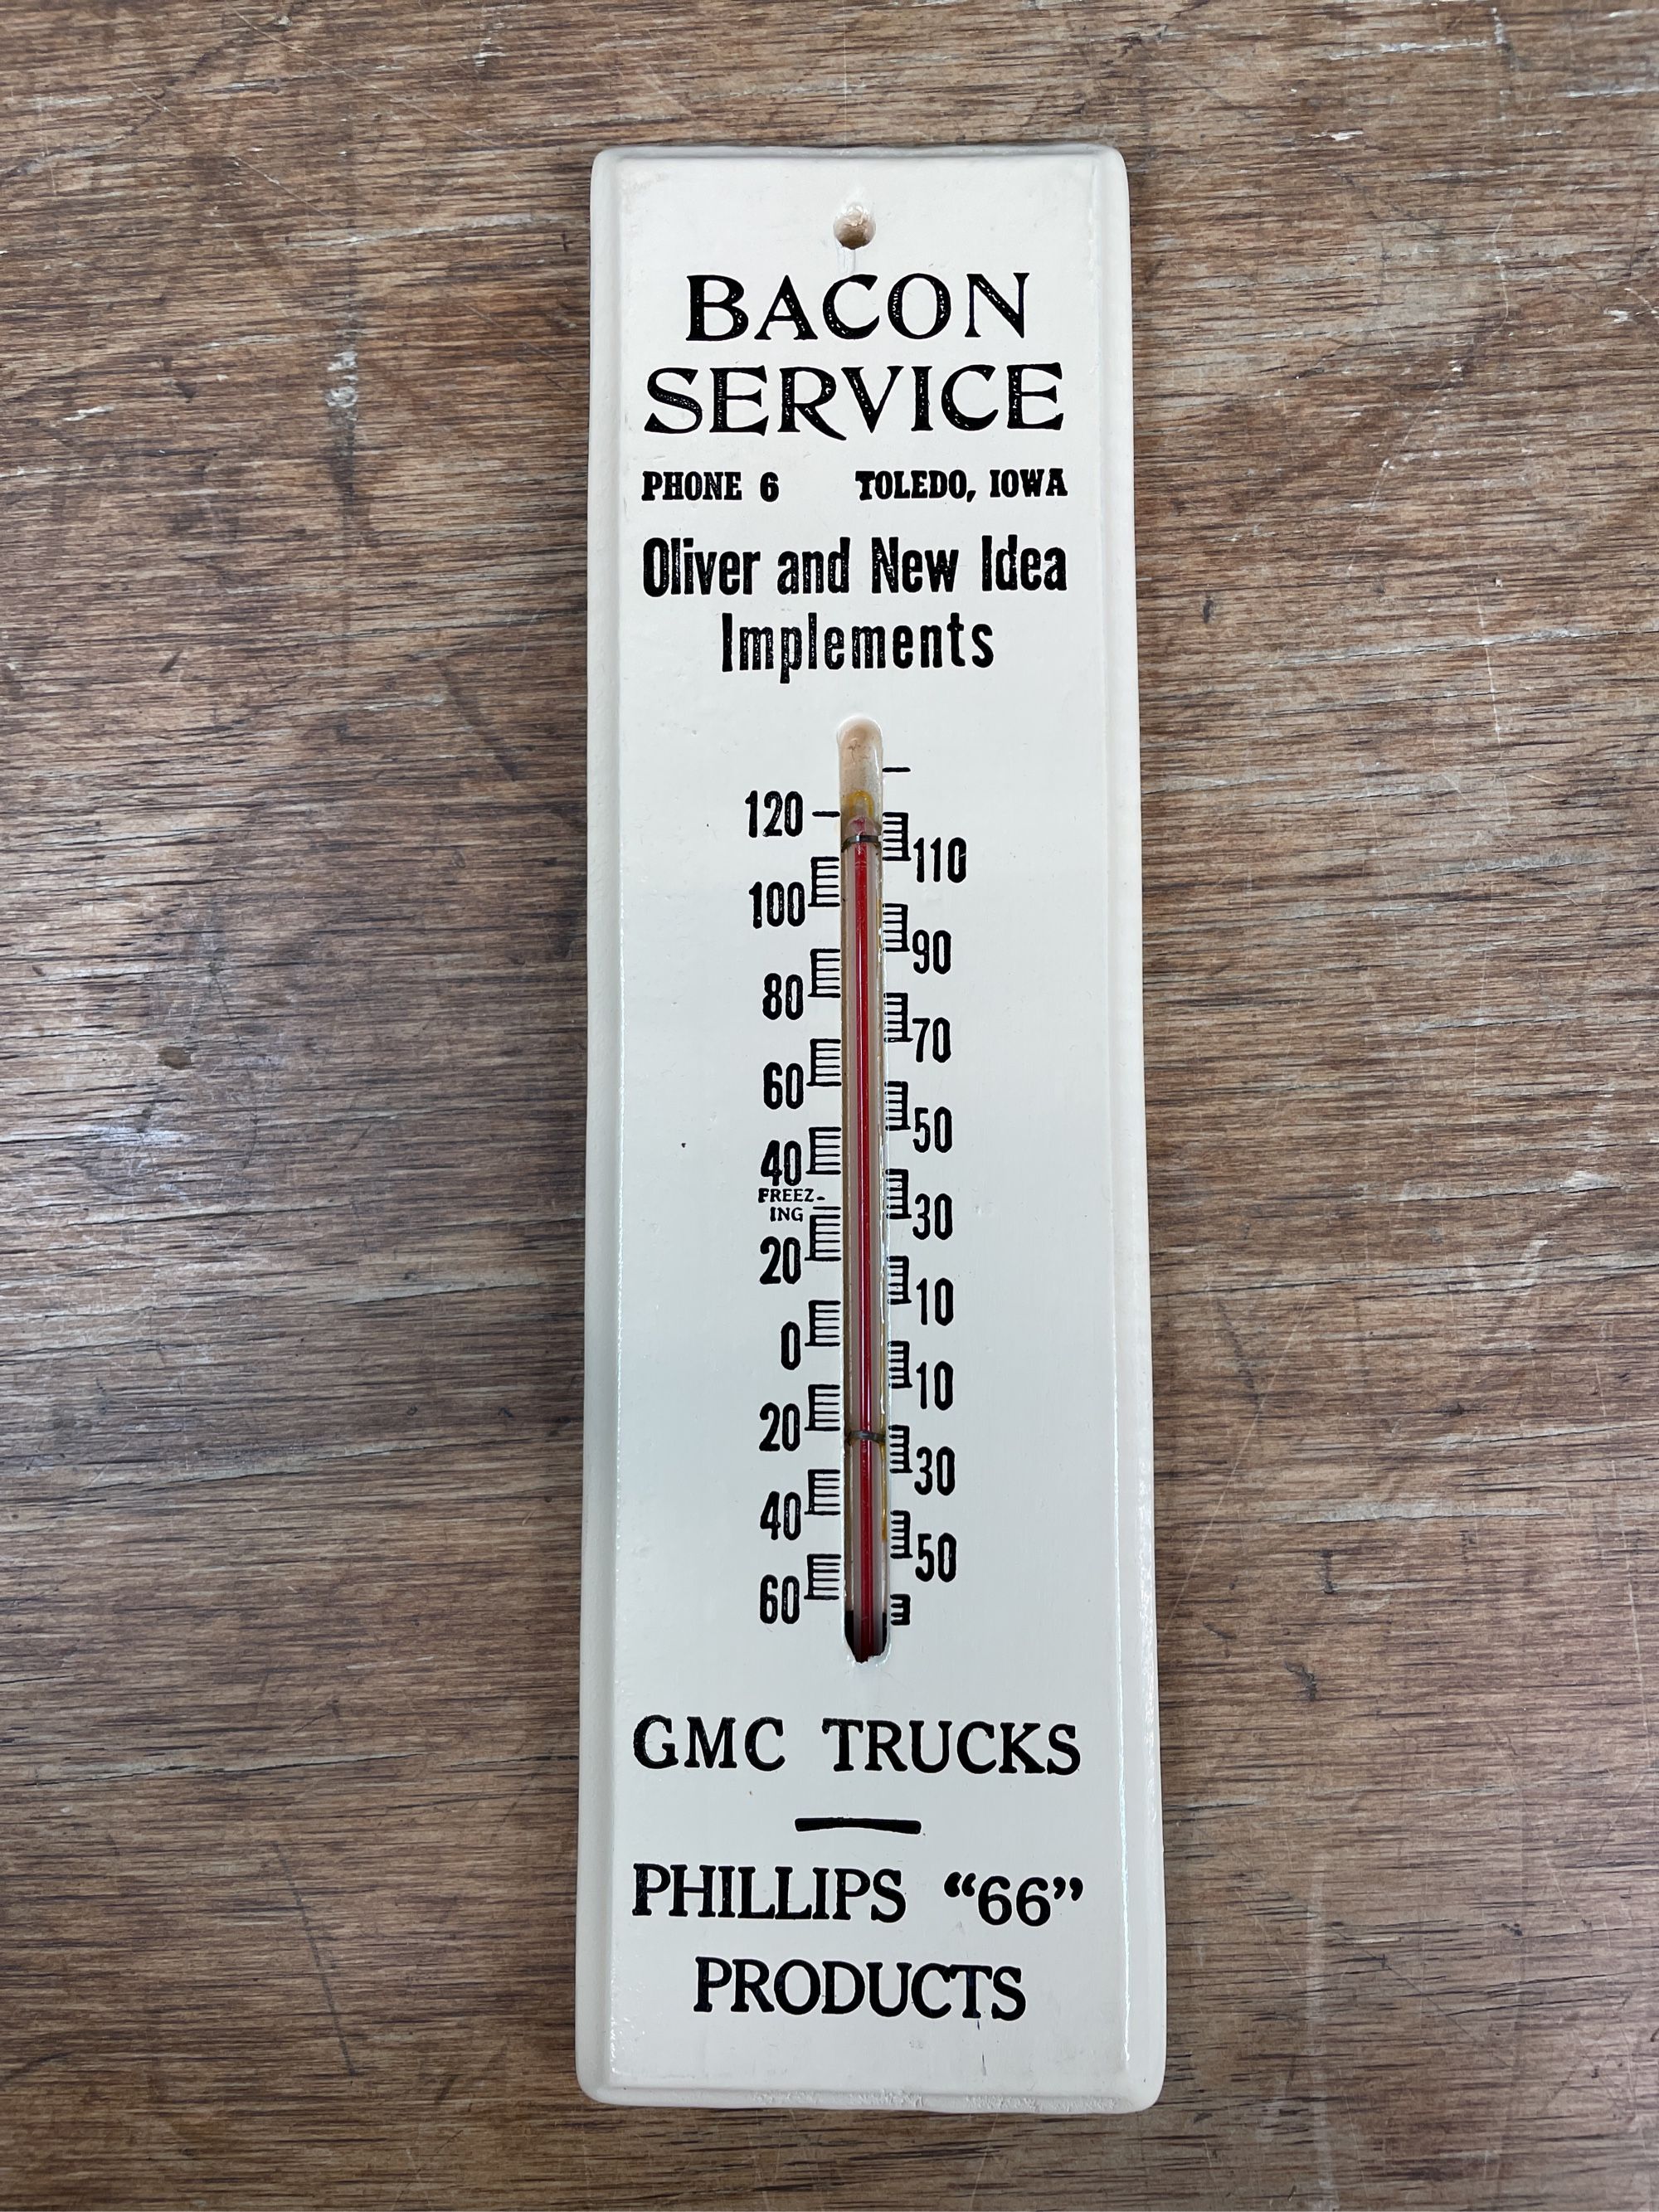 BACON
SERVICE
PHONE 6 TOLEDO, IOWA
Oliver and New Idea
Implements
120
110
100
90
80
70
60
50
40
FREEZ-
ING
30
20
10
0
10
20
30
40
50
60
GMC TRUCKS
PHILLIPS “66”
PRODUCTS